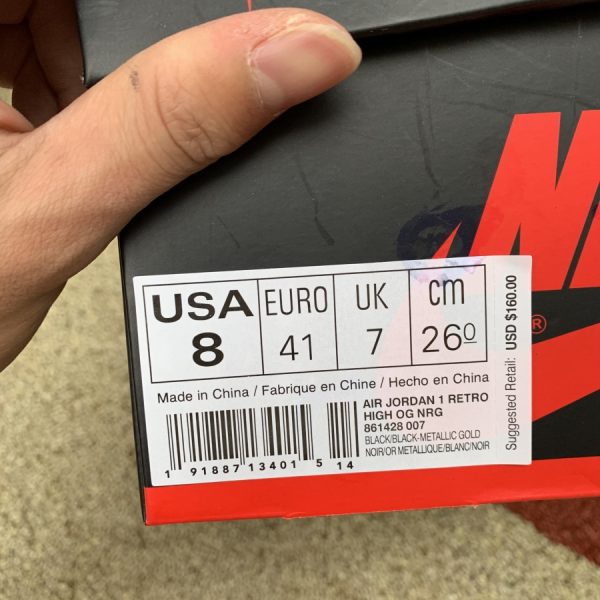 USA EURO UK cm
8 41 7 26⁰
Made in China / Fabrique en Chine / Hecho en China
AIR JORDAN 1 RETRO
HIGH OG NRG
861428 007
BLACK/BLACK-METALLIC GOLD
NOIR/OR METALLIQUE/BLANC/NOIR
1 91887 13401 5 14
Suggested Retail: USD $160.00
NI
®